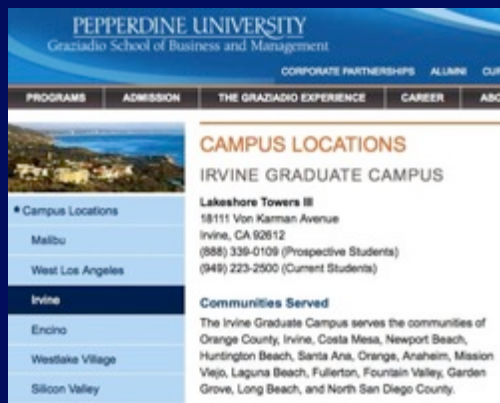 PEPPERDINE UNIVERSITY
Graziadio School of Business and Management
CORPORATE PARTNERSHIPS ALUMNI
PROGRAMS ADMISSION THE GRAZIADIO EXPERIENCE CAREER
CAMPUS LOCATIONS
IRVINE GRADUATE CAMPUS
Lakeshore Towers III
18111 Von Karman Avenue
Irvine, CA 92612
(888) 339-0109 (Prospective Students)
(949) 223-2500 (Current Students)
Communities Served
The Irvine Graduate Campus serves the communities of
Orange County, Irvine, Costa Mesa, Newport Beach,
Huntington Beach, Santa Ana, Orange, Anaheim, Mission
Viejo, Laguna Beach, Fullerton, Fountain Valley, Garden
Grove, Long Beach, and North San Diego County.
Campus Locations
Malibu
West Los Angeles
Irvine
Encino
Westlake Village
Silicon Valley